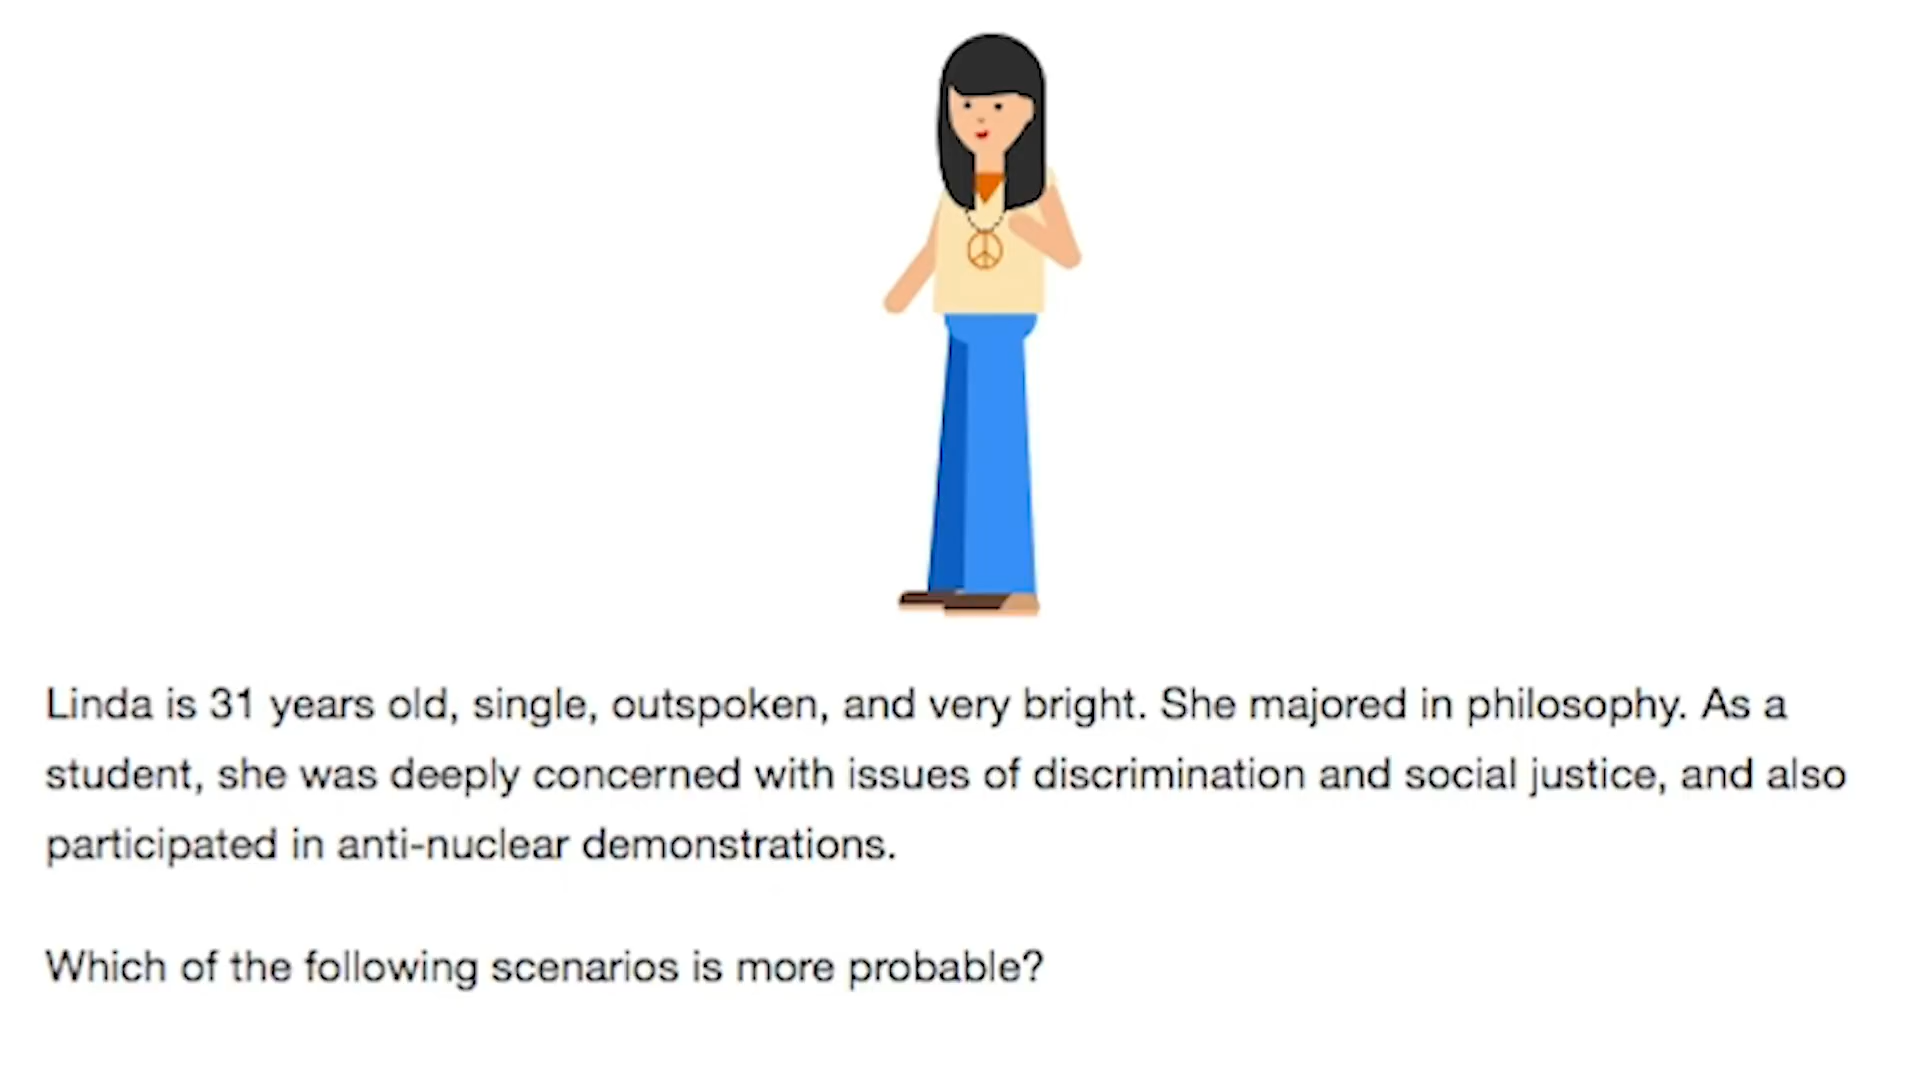 Linda is 31 years old, single, outspoken, and very bright. She majored in philosophy. As a
student, she was deeply concerned with issues of discrimination and social justice, and also
participated in anti-nuclear demonstrations.
Which of the following scenarios is more probable?